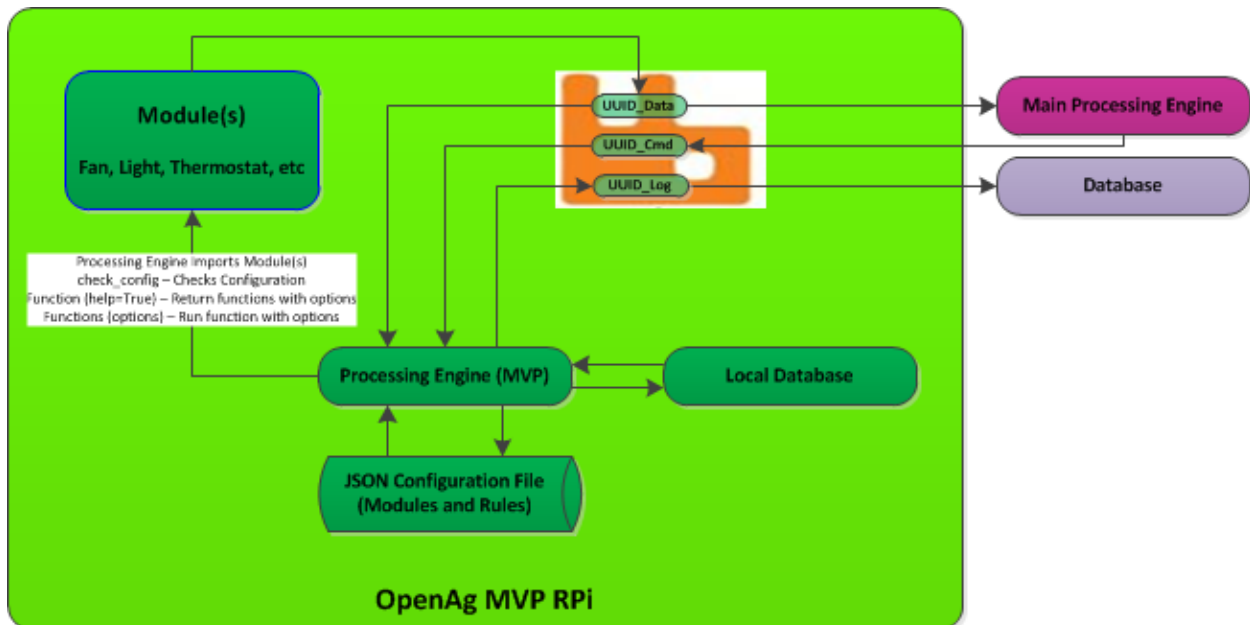 Module(s)
Fan, Light, Thermostat, etc
UUID_Data
UUID_Cmd
UUID_Log
Main Processing Engine
Database
Processing Engine Imports Module(s)
check_config – Checks Configuration
Function (help=True) – Return functions with options
Functions (options) – Run function with options
Processing Engine (MVP)
Local Database
JSON Configuration File
(Modules and Rules)
OpenAg MVP RPi